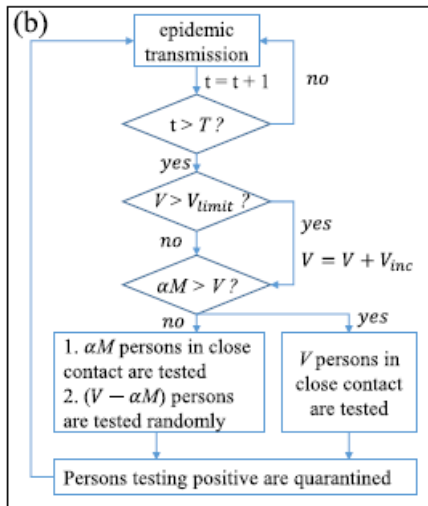 (b)
epidemic
transmission
t = t + 1
no
t > T ?
yes
V > V_limit ?
yes
no
V = V + V_inc
αM > V ?
no
yes
1. αM persons in close
contact are tested
2. (V − αM) persons
are tested randomly
V persons in
close contact
are tested
Persons testing positive are quarantined